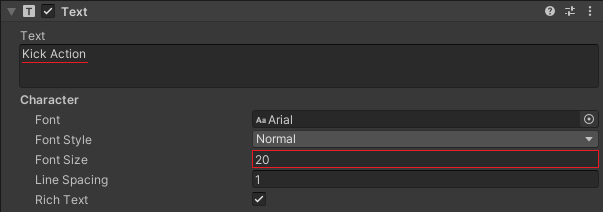 Text
Text
Kick Action
Character
Font Aa Arial
Font Style Normal
Font Size 20
Line Spacing 1
Rich Text